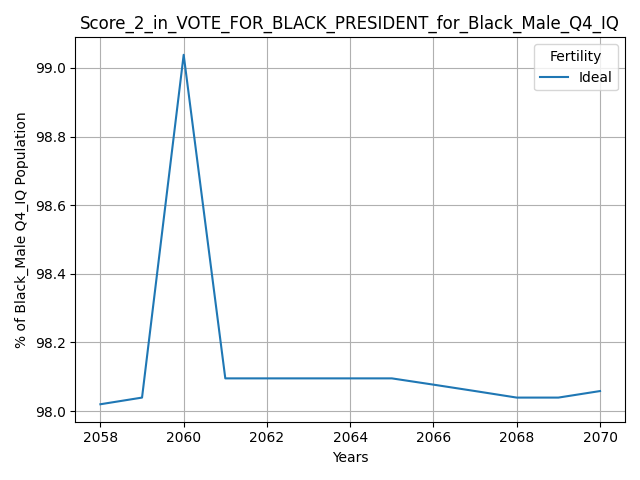 Score_2_in_VOTE_FOR_BLACK_PRESIDENT_for_Black_Male_Q4_IQ
Fertility
Ideal
99.0
98.8
98.6
98.4
98.2
98.0
% of Black_Male Q4_IQ Population
2058
2060
2062
2064
2066
2068
2070
Years